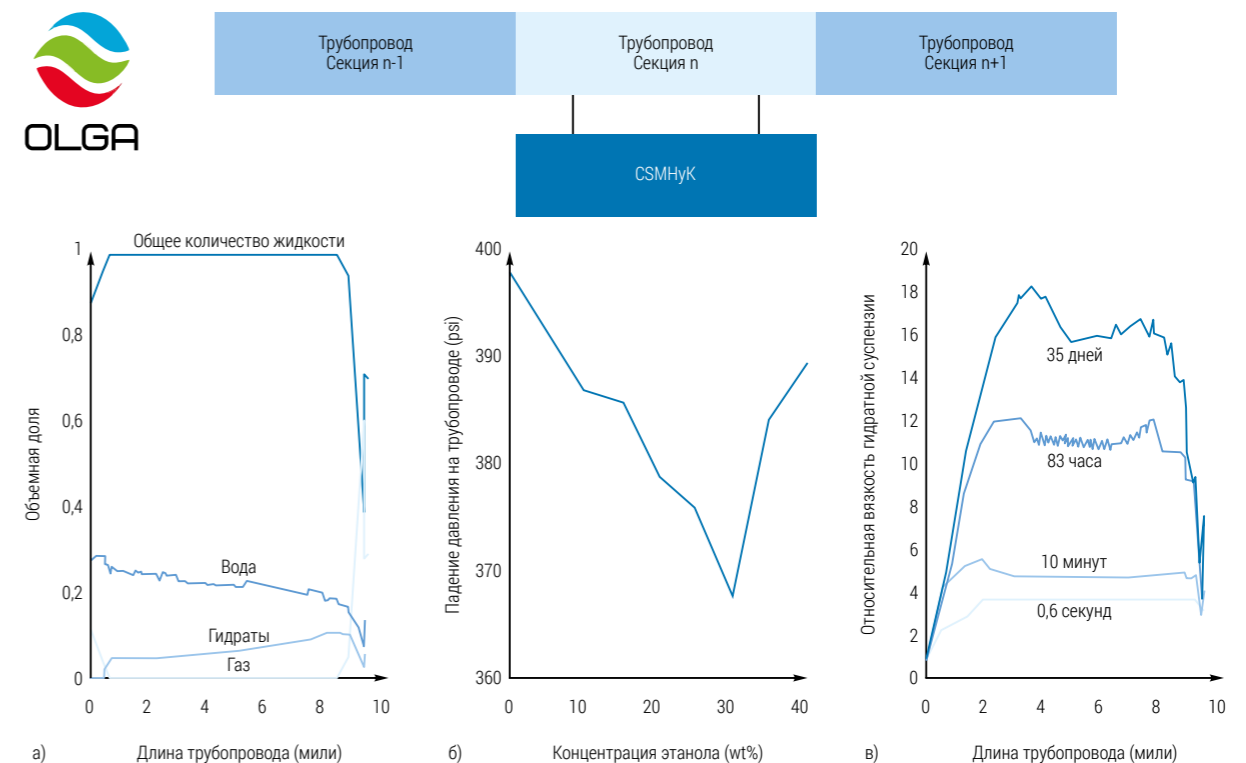 OLGA
Трубопровод
Секция n-1
Трубопровод
Секция n
Трубопровод
Секция n+1
CSMHyK
Объемная доля
1
0,8
0,6
0,4
0,2
0
Общее количество жидкости
Вода
Гидраты
Газ
0 2 4 6 8 10
а) Длина трубопровода (мили)
Падение давления на трубопроводе (psi)
400
390
380
370
360
0 10 20 30 40
б) Концентрация этанола (wt%)
Относительная вязкость гидратной суспензии
20
18
16
14
12
10
8
6
4
2
0
35 дней
83 часа
10 минут
0,6 секунд
0 2 4 6 8 10
в) Длина трубопровода (мили)